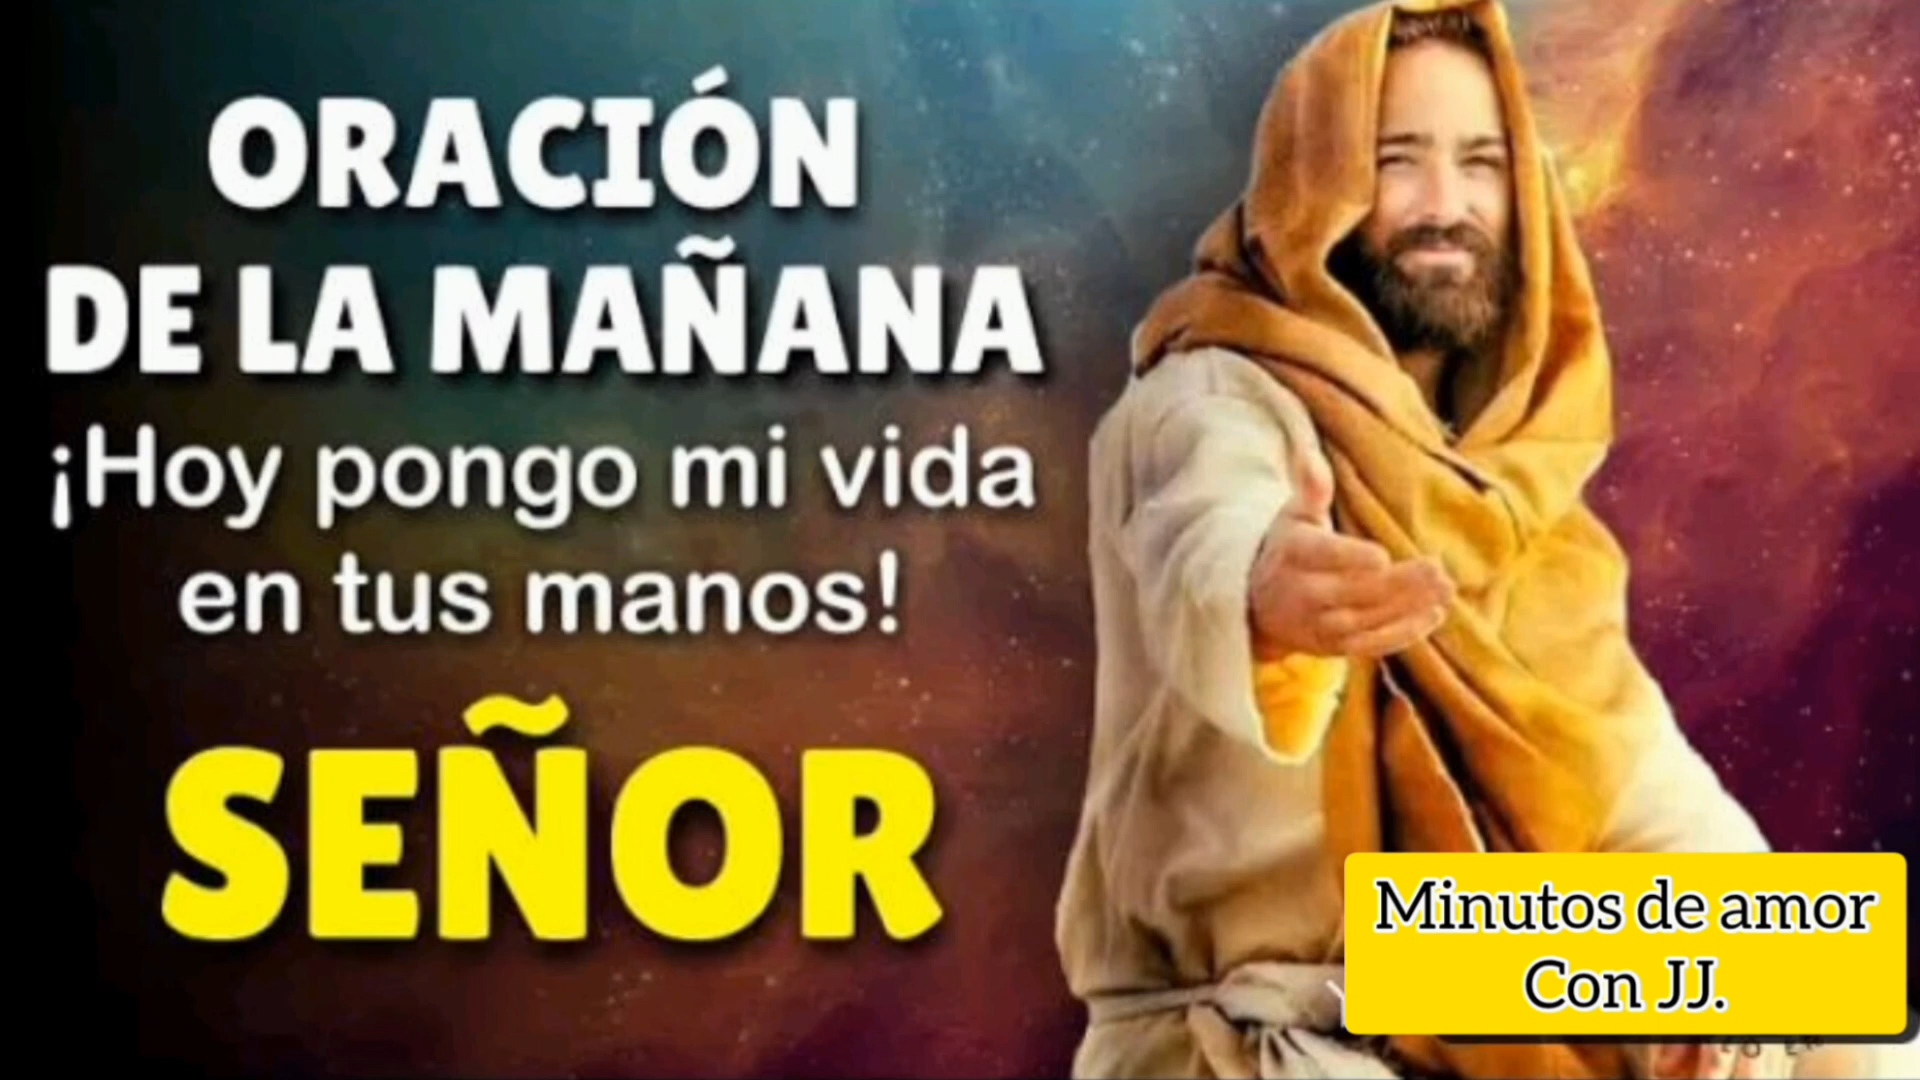 ORACIÓN
DE LA MAÑANA
¡Hoy pongo mi vida
en tus manos!
SEÑOR
Minutos de amor
Con JJ.